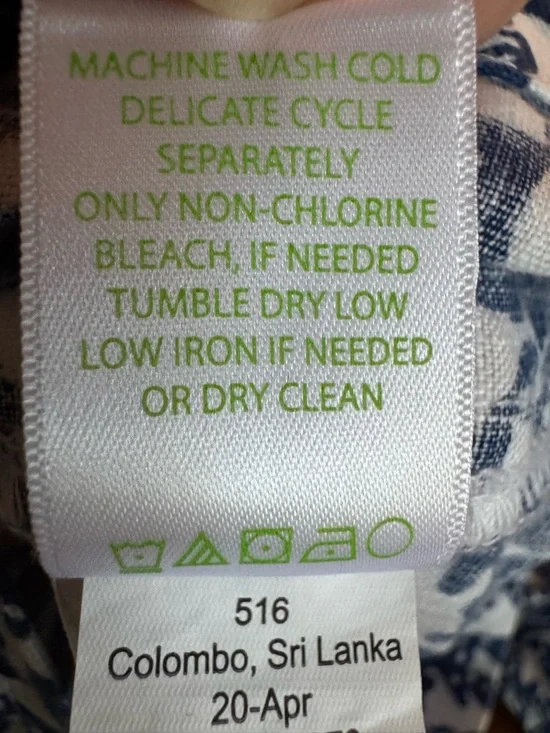 MACHINE WASH COLD
DELICATE CYCLE
SEPARATELY
ONLY NON-CHLORINE
BLEACH, IF NEEDED
TUMBLE DRY LOW
LOW IRON IF NEEDED
OR DRY CLEAN
516
Colombo, Sri Lanka
20-Apr